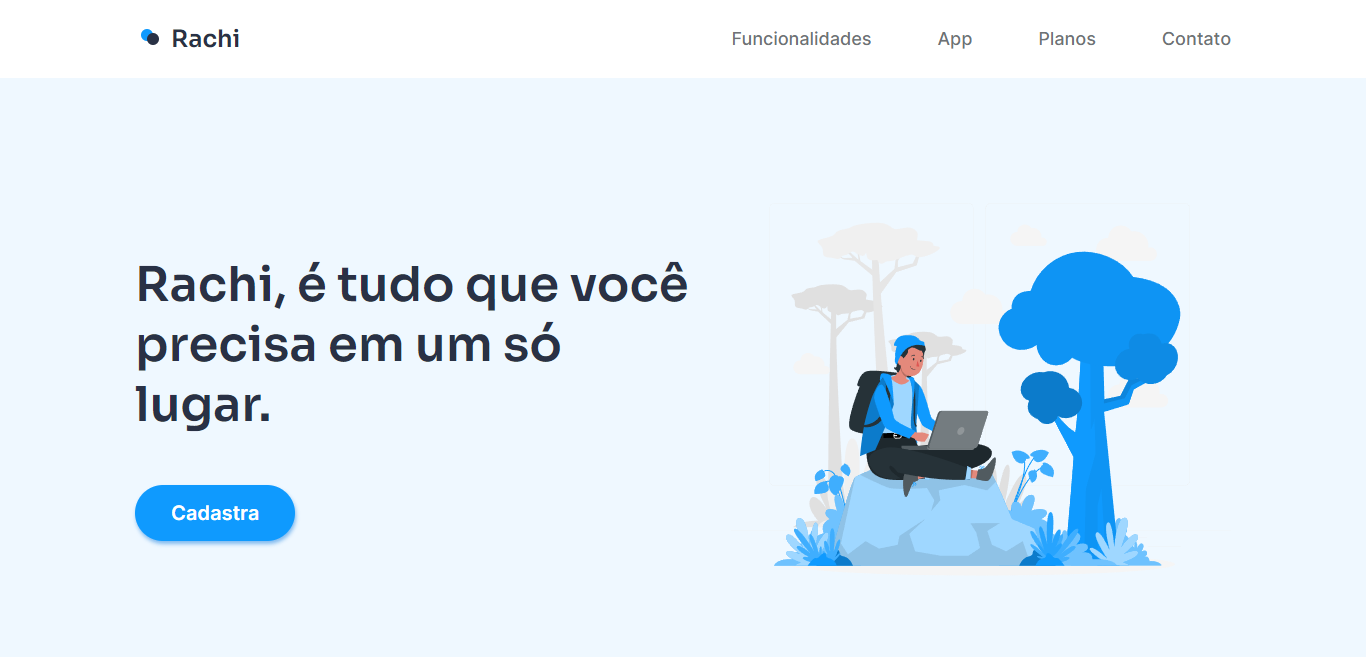 Rachi
Funcionalidades
App
Planos
Contato
Rachi, é tudo que você
precisa em um só
lugar.
Cadastra